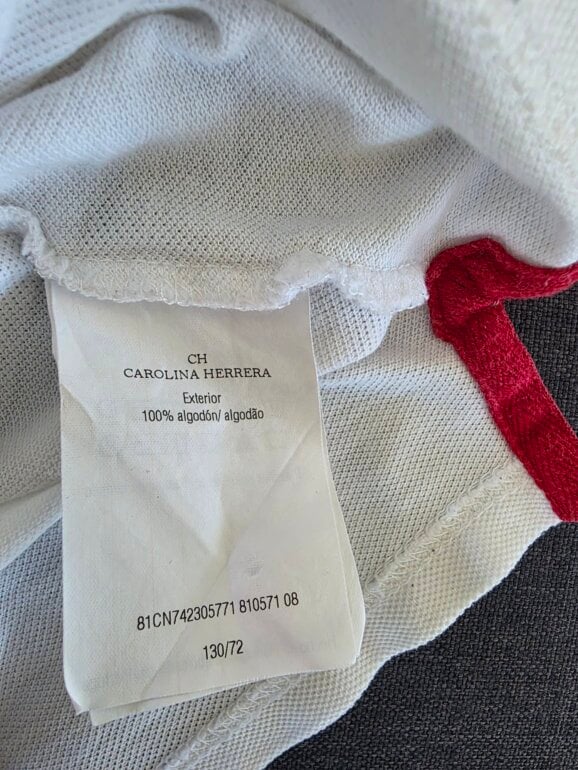 CH
CAROLINA HERRERA
Exterior
100% algodón/ algodão
81CN742305771 810571 08
130/72